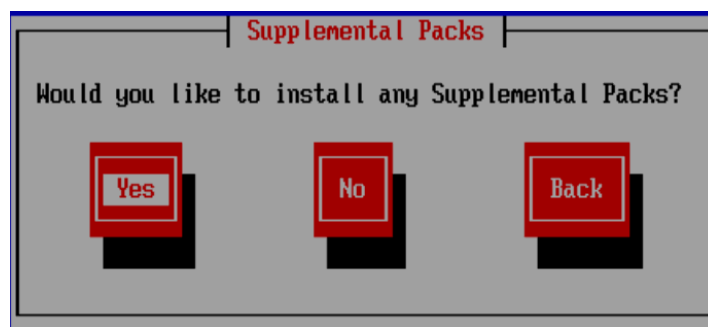 Supplemental Packs
Would you like to install any Supplemental Packs?
Yes No Back